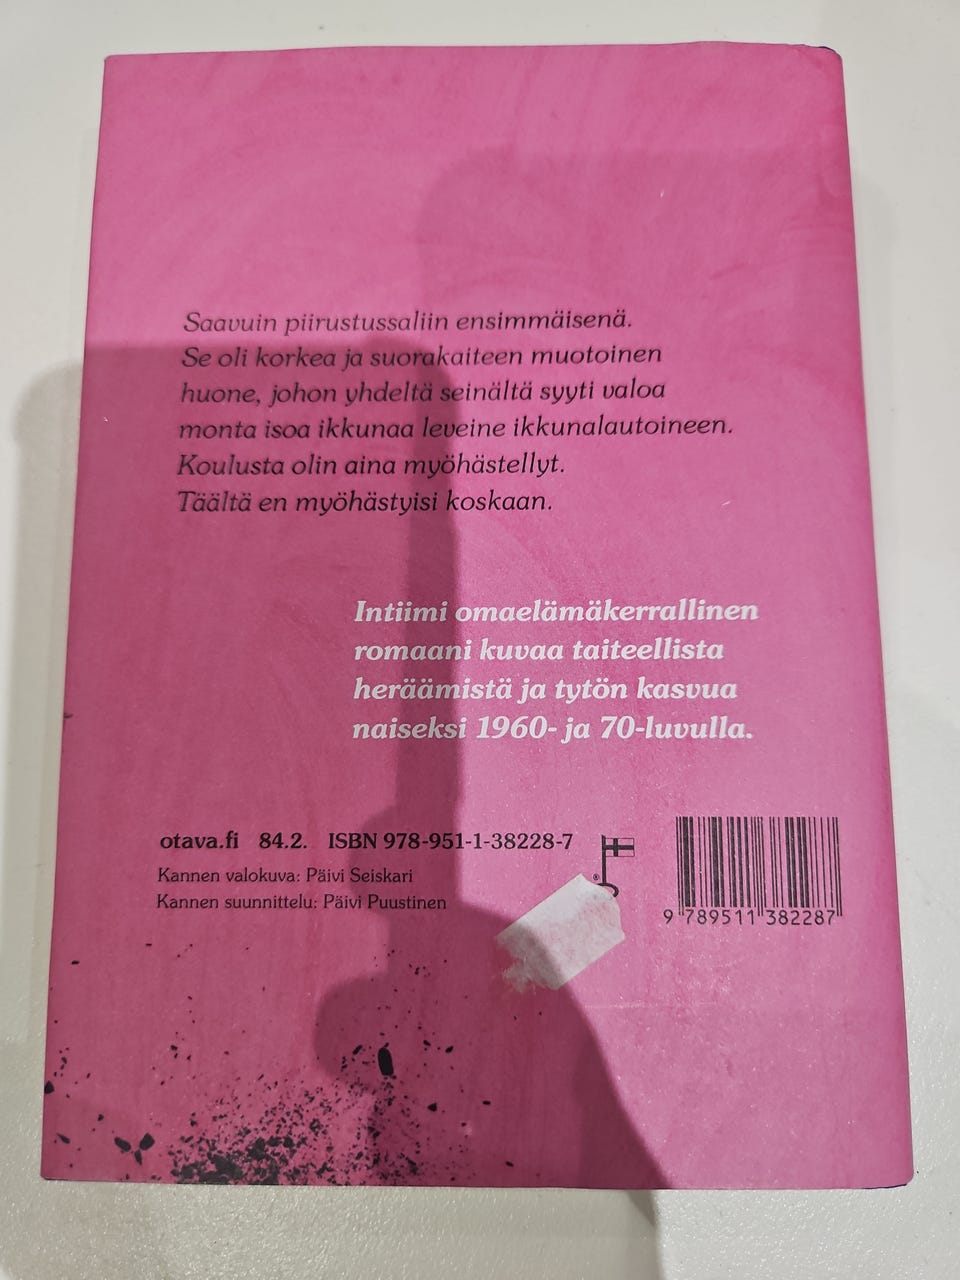 Saavuin piirustussaliin ensimmäisenä.
Se oli korkea ja suorakaiteen muotoinen
huone, johon yhdeltä seinältä syyti valoa
monta isoa ikkunaa leveine ikkunalautoineen.
Koulusta olin aina myöhästellyt.
Täältä en myöhästyisi koskaan.
Intiimi omaelämäkerrallinen
romaani kuvaa taiteellista
heräämistä ja tytön kasvua
naiseksi 1960- ja 70-luvulla.
otava.fi 84.2. ISBN 978-951-1-38228-7
Kannen valokuva: Päivi Seiskari
Kannen suunnittelu: Päivi Puustinen
®
9 789511 382287